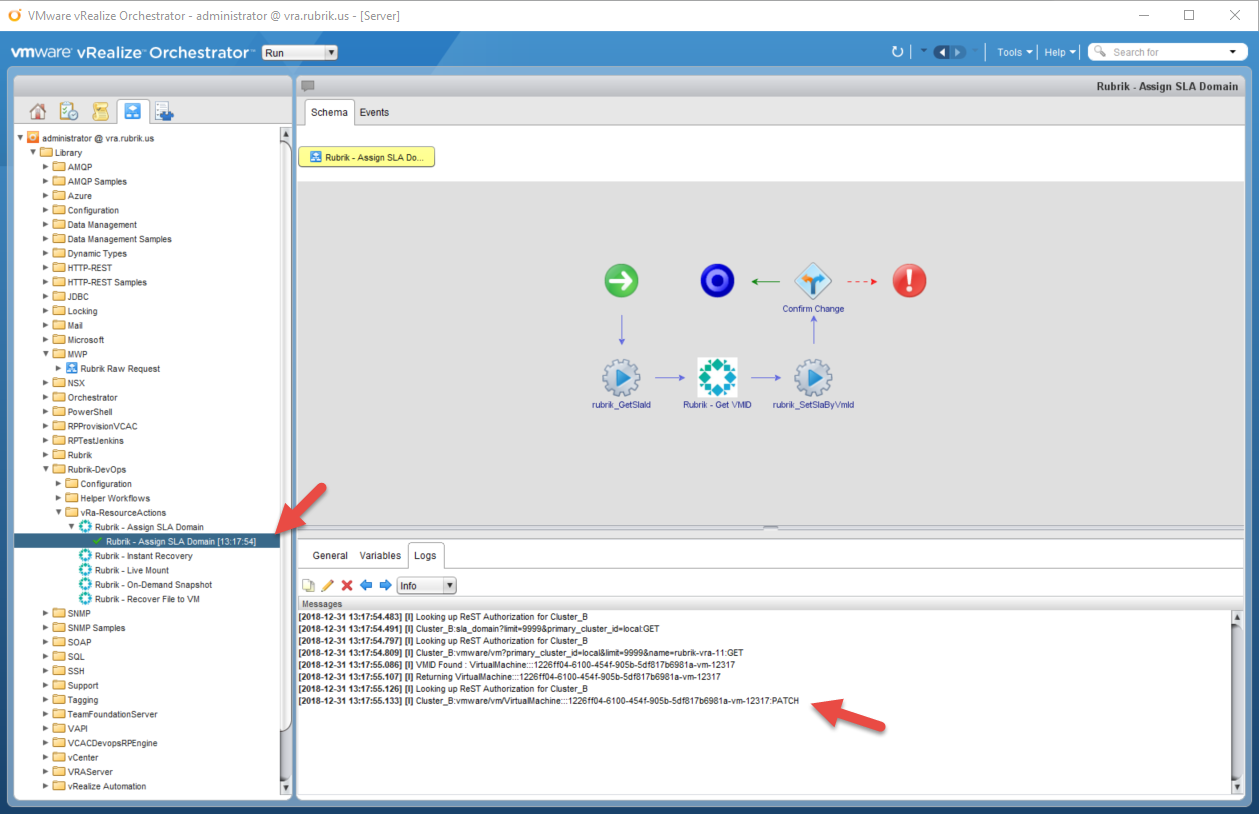 VMware vRealize Orchestrator - administrator @ vra.rubrik.us - [Server]
vmware® vRealize™ Orchestrator™ Run
Tools Help Search for
Rubrik - Assign SLA Domain
Schema Events
Rubrik - Assign SLA Do...
administrator @ vra.rubrik.us
Library
AMQP
AMQP Samples
Azure
Configuration
Data Management
Data Management Samples
Dynamic Types
HTTP-REST
HTTP-REST Samples
JDBC
Locking
Mail
Microsoft
MWP
Rubrik Raw Request
NSX
Orchestrator
PowerShell
RPProvisionVCAC
RPTestJenkins
Rubrik
Rubrik-DevOps
Configuration
Helper Workflows
vRa-ResourceActions
Rubrik - Assign SLA Domain
Rubrik - Assign SLA Domain [13:17:54]
Rubrik - Instant Recovery
Rubrik - Live Mount
Rubrik - On-Demand Snapshot
Rubrik - Recover File to VM
SNMP
SNMP Samples
SOAP
SQL
SSH
Support
Tagging
TeamFoundationServer
VAPI
VCACDevopsRPEngine
vCenter
VRAServer
vRealize Automation
Confirm Change
rubrik_GetSlaId
Rubrik - Get VMID
rubrik_SetSlaByVmId
General Variables Logs
Info
Messages
[2018-12-31 13:17:54.483] [I] Looking up ReST Authorization for Cluster_B
[2018-12-31 13:17:54.491] [I] Cluster_B:sla_domain?limit=9999&primary_cluster_id=local:GET
[2018-12-31 13:17:54.797] [I] Looking up ReST Authorization for Cluster_B
[2018-12-31 13:17:54.809] [I] Cluster_B:vmware/vm?primary_cluster_id=local&limit=9999&name=rubrik-vra-11:GET
[2018-12-31 13:17:55.086] [I] VMID Found : VirtualMachine:::1226ff04-6100-454f-905b-5df817b6981a-vm-12317
[2018-12-31 13:17:55.107] [I] Returning VirtualMachine:::1226ff04-6100-454f-905b-5df817b6981a-vm-12317
[2018-12-31 13:17:55.126] [I] Looking up ReST Authorization for Cluster_B
[2018-12-31 13:17:55.133] [I] Cluster_B:vmware/vm/VirtualMachine:::1226ff04-6100-454f-905b-5df817b6981a-vm-12317:PATCH